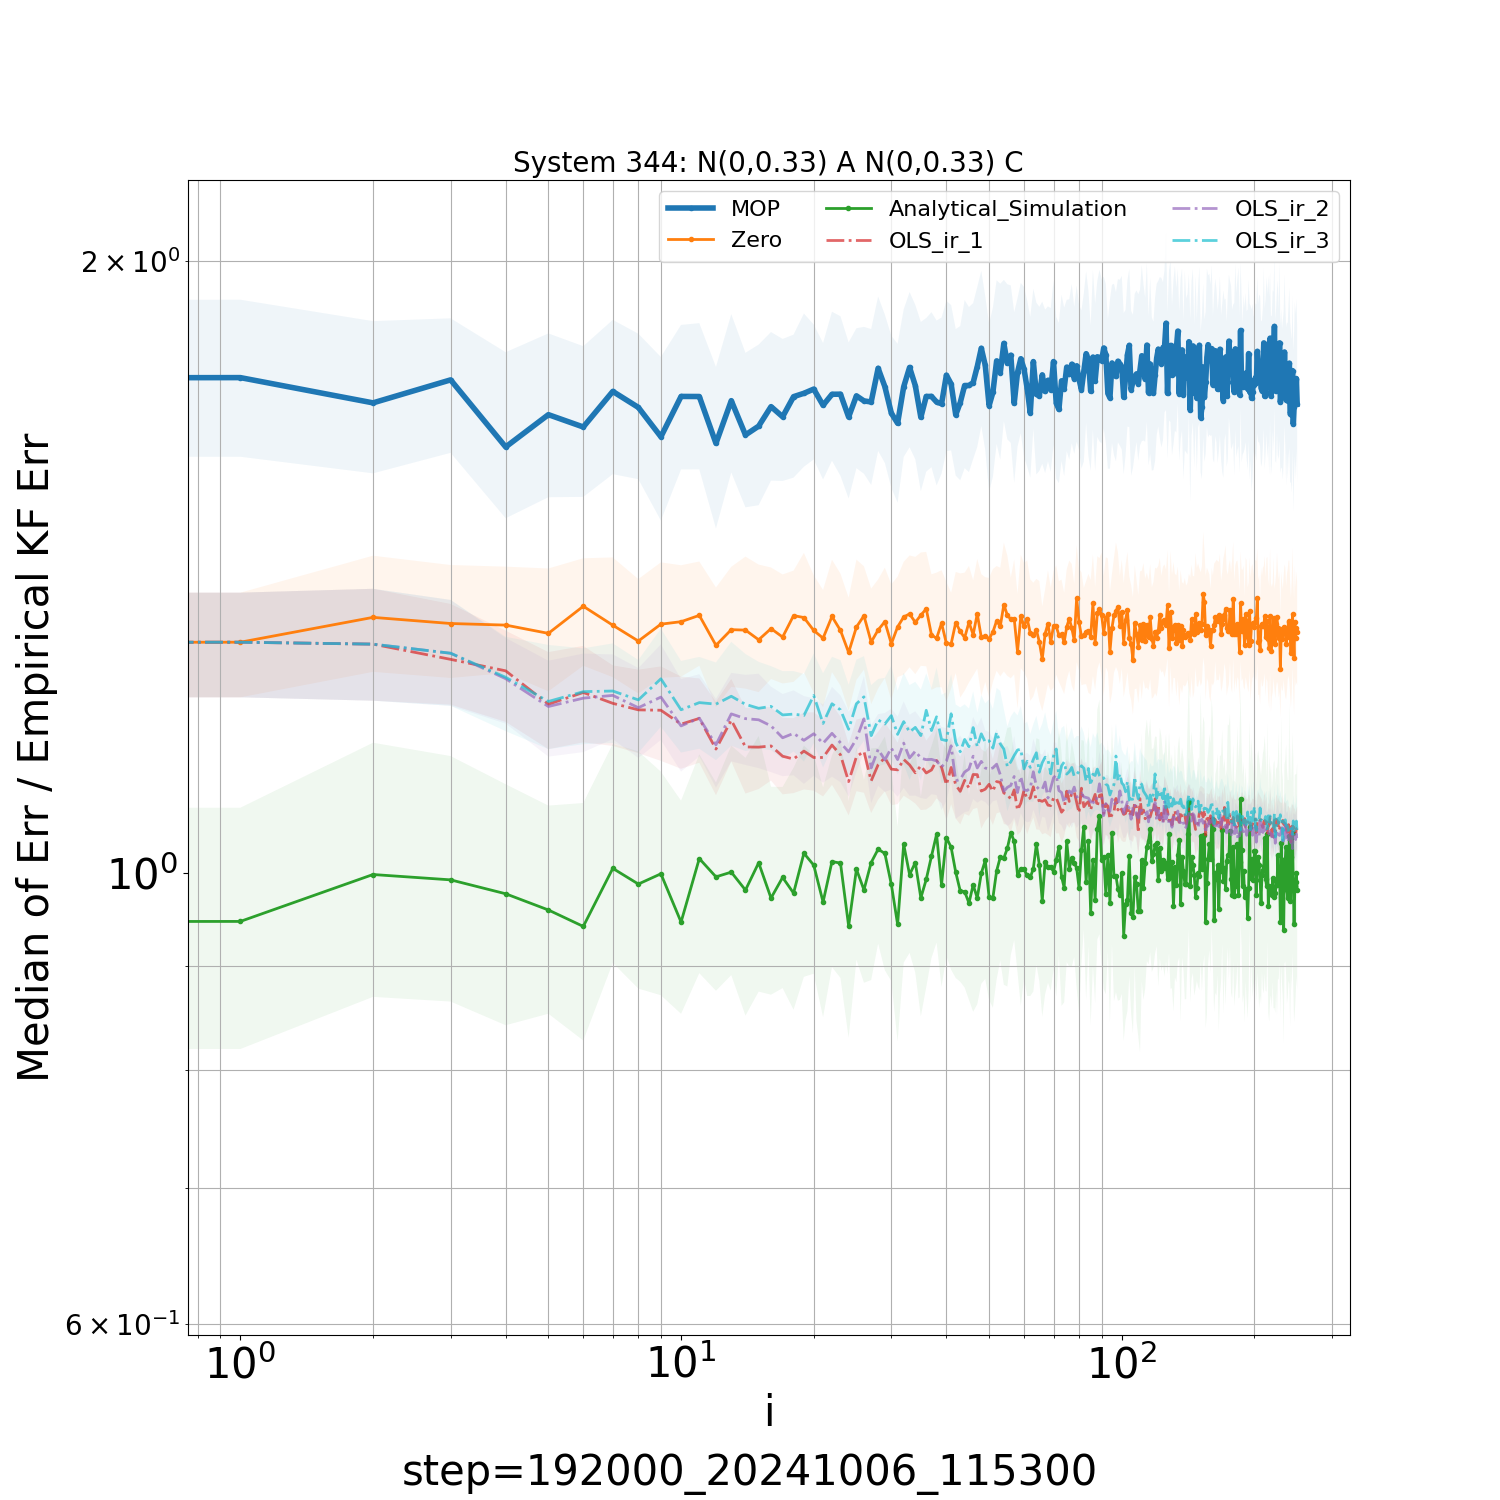 System 344: N(0,0.33) A N(0,0.33) C
MOP
Zero
Analytical_Simulation
OLS_ir_1
OLS_ir_2
OLS_ir_3
Median of Err / Empirical KF Err
2 × 10⁰
10⁰
6 × 10⁻¹
10⁰ 10¹ 10²
i
step=192000_20241006_115300